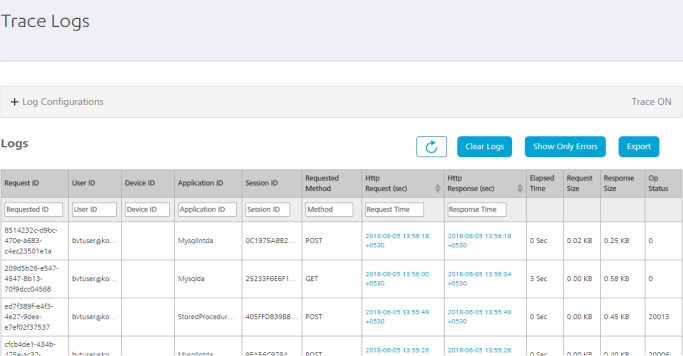 Trace Logs
+ Log Configurations Trace ON
Logs Clear Logs Show Only Errors Export
Request ID User ID Device ID Application ID Session ID Requested Method Http Request (sec) Http Response (sec) Elapsed Time Request Size Response Size Op Status
Requested ID User ID Device ID Application ID Session ID Method Request Time Response Time
8514232c-d9bc-
470e-a683- bvtuser@ko... Mysqlintda 0C1975ABB2... POST 2018-06-05 13:56:18 +0530 2018-06-05 13:56:18 +0530 0 Sec 0.02 KB 0.25 KB 0
c4ec23501e1a
209d5b26-e547-
4547-8b13- bvtuser@ko... Mysqlda 25233F6E6F1... GET 2018-06-05 13:56:00 +0530 2018-06-05 13:56:04 +0530 3 Sec 0.00 KB 0.58 KB 0
70f9dcc04568
ed7f389f-e4f3-
4e27-9dea- bvtuser@ko... StoredProcedur... 405FFD839B8... POST 2018-06-05 13:55:49 +0530 2018-06-05 13:55:49 +0530 0 Sec 0.00 KB 0.45 KB 20013
e7ef02f37537
cfcb4de1-434b-
2018-06-05 13:55:26 2018-06-05 13:55:26
bvtuser@ko... Mysqlintda POST 0 Sec 0.00 KB 0.40 KB 20006